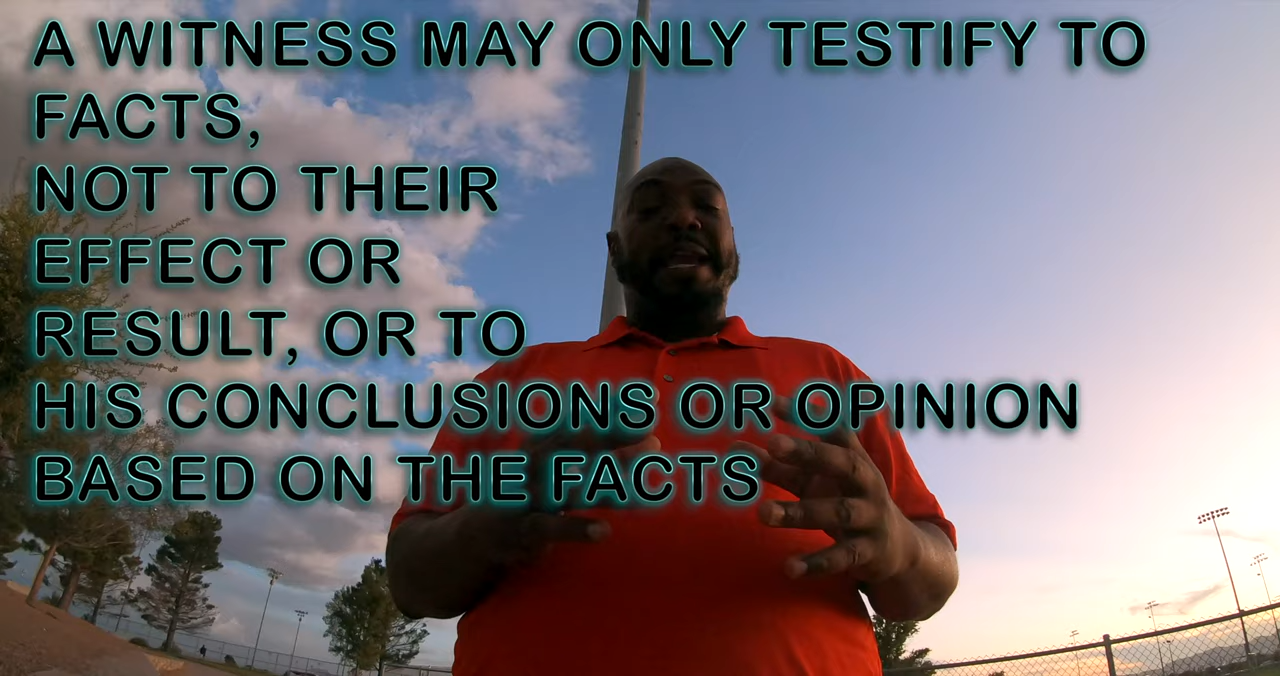 A WITNESS MAY ONLY TESTIFY TO
FACTS,
NOT TO THEIR
EFFECT OR
RESULT, OR TO
HIS CONCLUSIONS OR OPINION
BASED ON THE FACTS